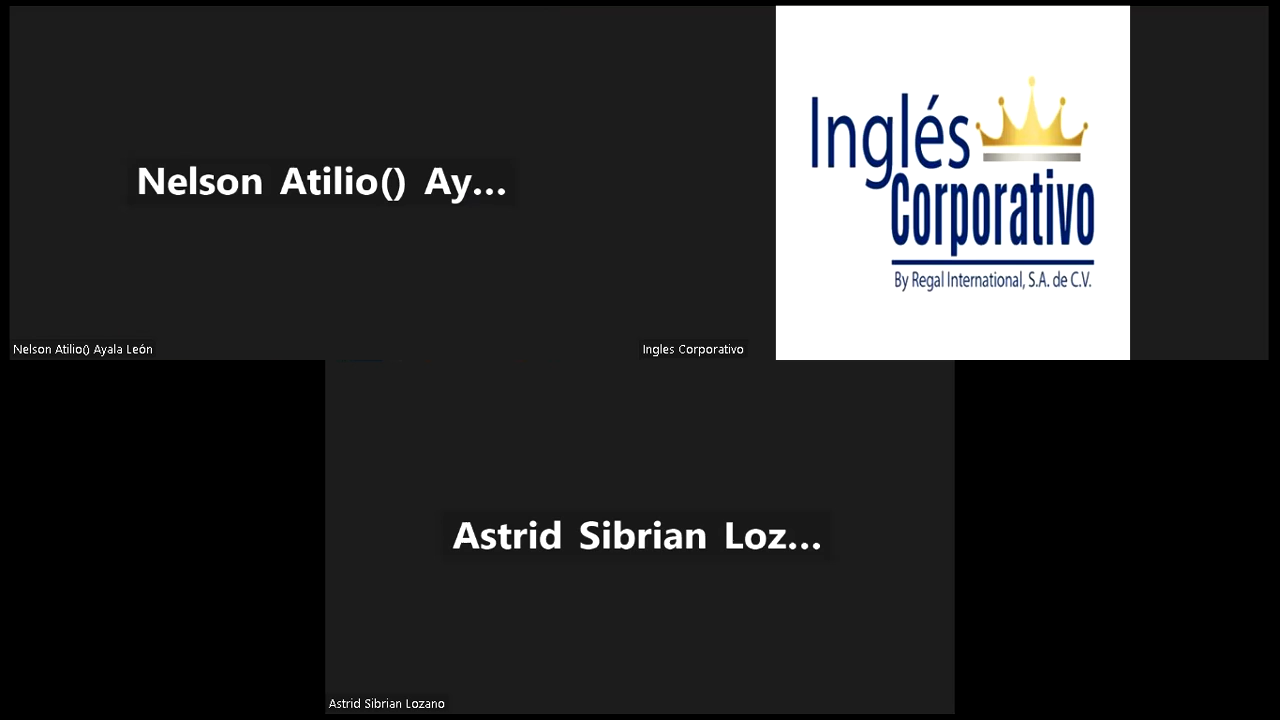 Nelson Atilio() Ay...
Nelson Atilio() Ayala León
Inglés
Corporativo
By Regal International, S.A. de C.V.
Ingles Corporativo
Astrid Sibrian Loz...
Astrid Sibrian Lozano